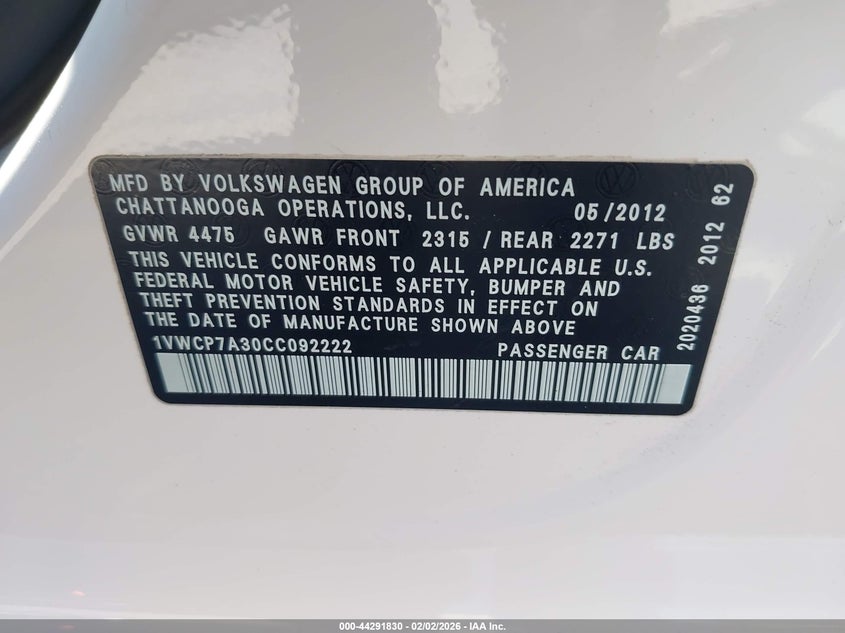 MFD BY VOLKSWAGEN GROUP OF AMERICA
CHATTANOOGA OPERATIONS, LLC. 05/2012
GVWR 4475 GAWR FRONT 2315 / REAR 2271 LBS
THIS VEHICLE CONFORMS TO ALL APPLICABLE U.S.
FEDERAL MOTOR VEHICLE SAFETY, BUMPER AND
THEFT PREVENTION STANDARDS IN EFFECT ON
THE DATE OF MANUFACTURE SHOWN ABOVE
1VWCP7A30CC092222 PASSENGER CAR
2020436 2012 62
000-44291830 - 02/02/2026 - IAA Inc.